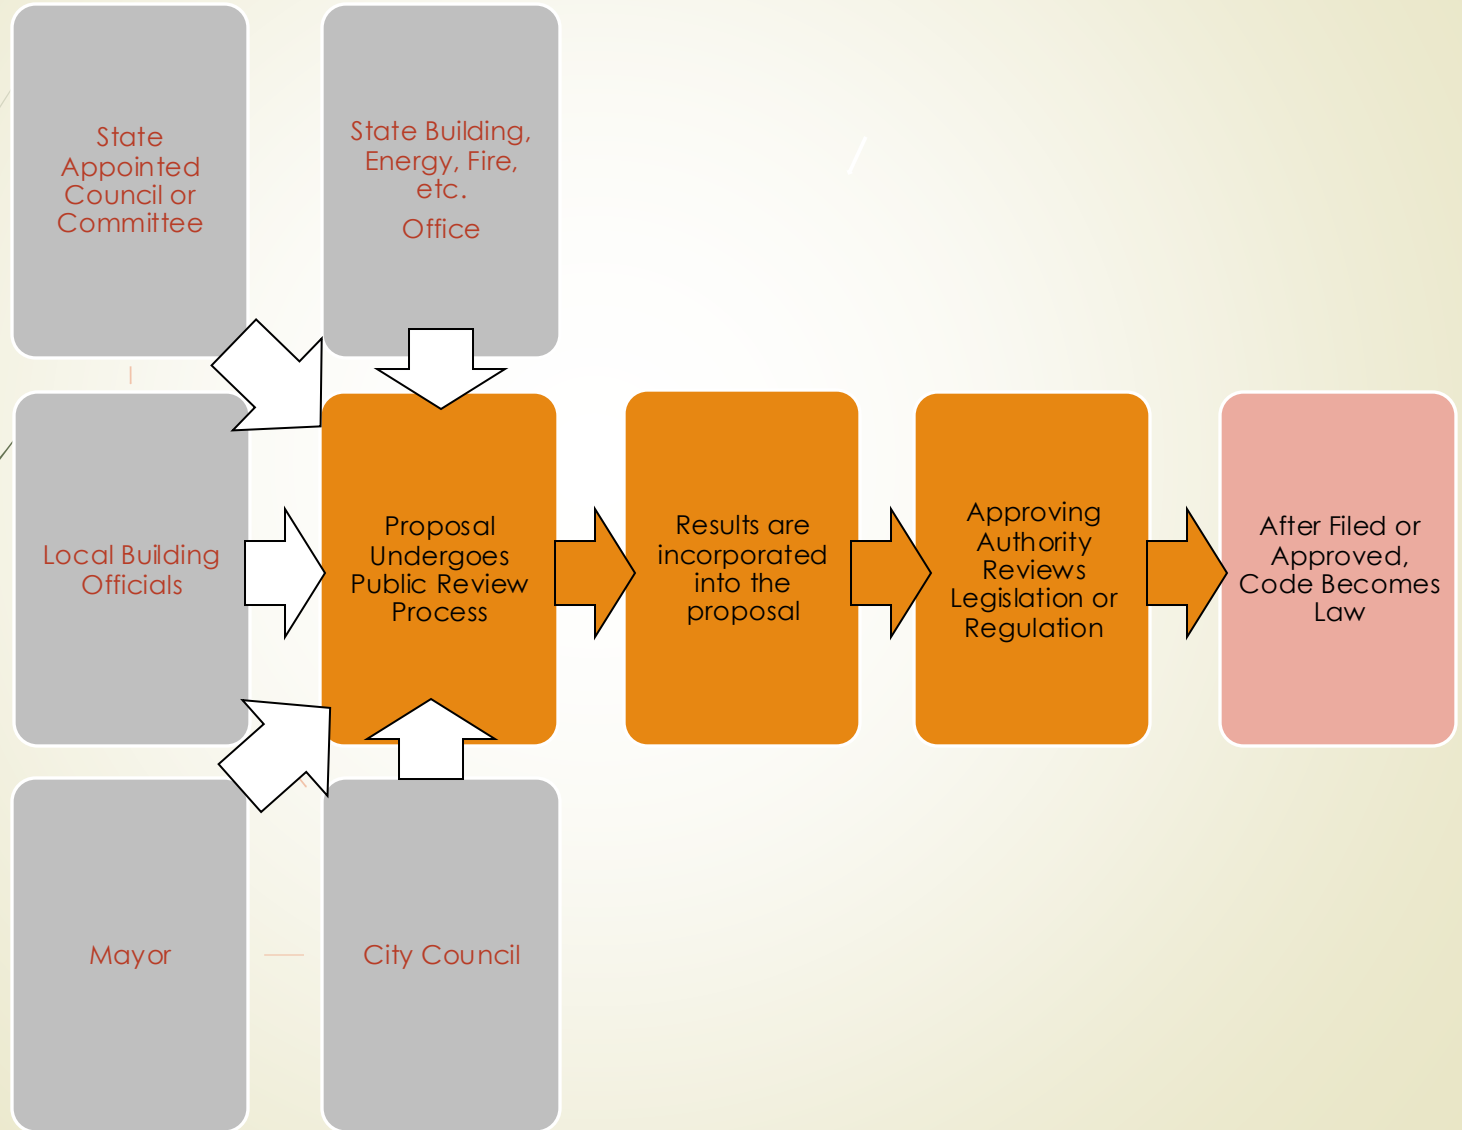 State
Appointed
Council or
Committee
State Building,
Energy, Fire,
etc.
Office
Local Building
Officials
Proposal
Undergoes
Public Review
Process
Results are
incorporated
into the
proposal
Approving
Authority
Reviews
Legislation or
Regulation
After Filed or
Approved,
Code Becomes
Law
Mayor
City Council